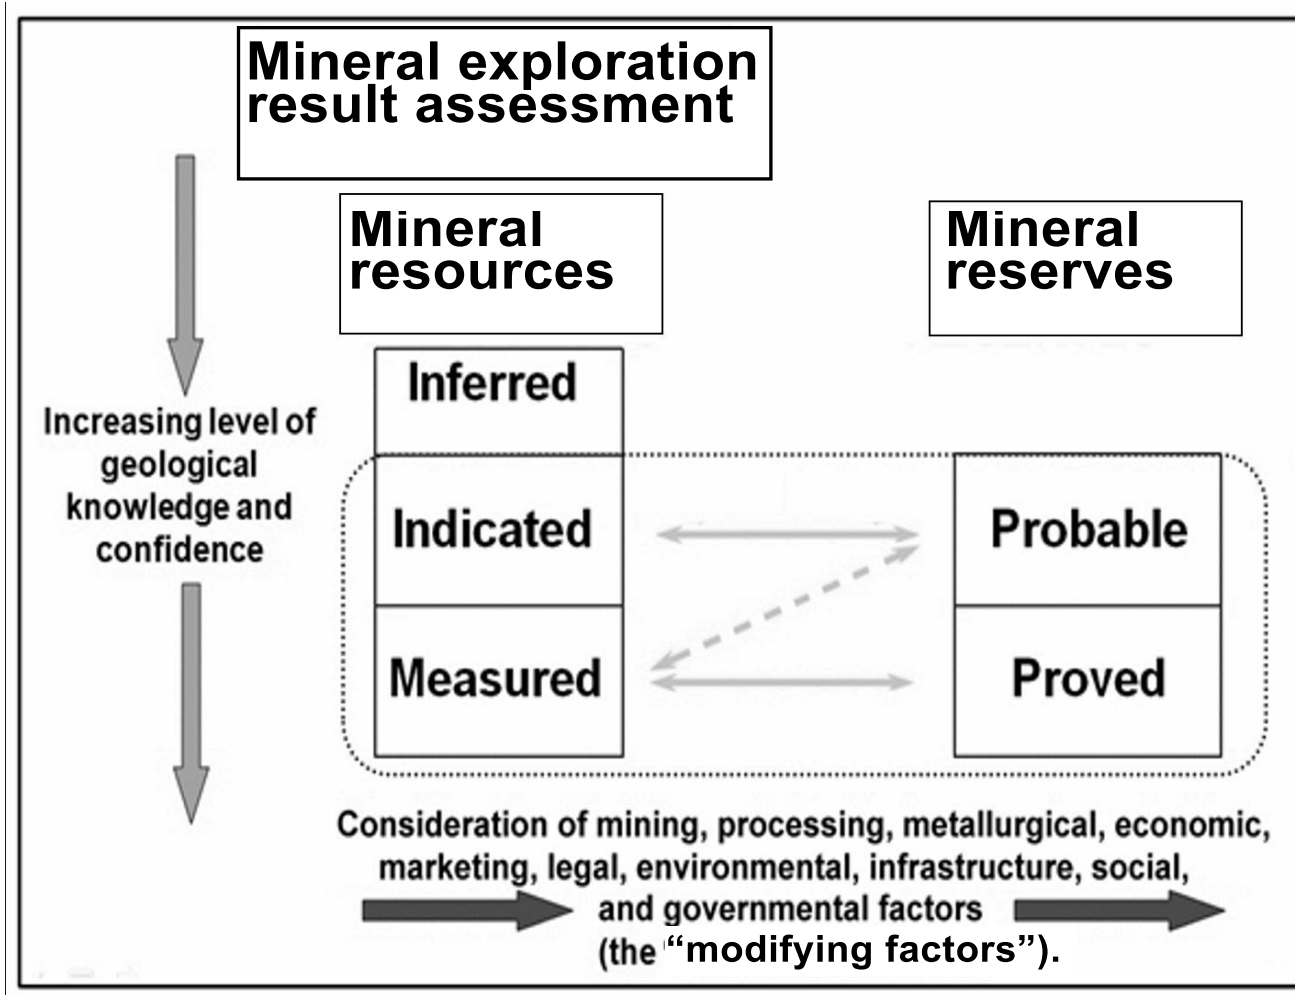 Mineral exploration
result assessment
Mineral
resources
Mineral
reserves
Inferred
Increasing level of
geological
knowledge and
confidence
Indicated
Probable
Measured
Proved
Consideration of mining, processing, metallurgical, economic,
marketing, legal, environmental, infrastructure, social,
and governmental factors
(the “modifying factors”).